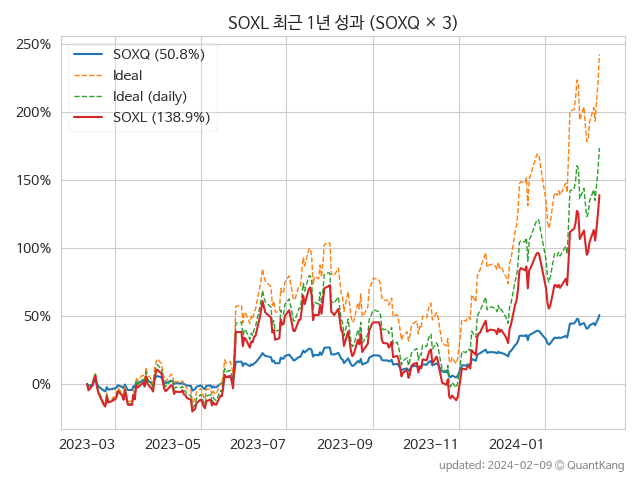 SOXL 최근 1년 성과 (SOXQ × 3)
250%
200%
150%
100%
50%
0%
SOXQ (50.8%)
Ideal
Ideal (daily)
SOXL (138.9%)
2023-03 2023-05 2023-07 2023-09 2023-11 2024-01
updated: 2024-02-09 © QuantKang